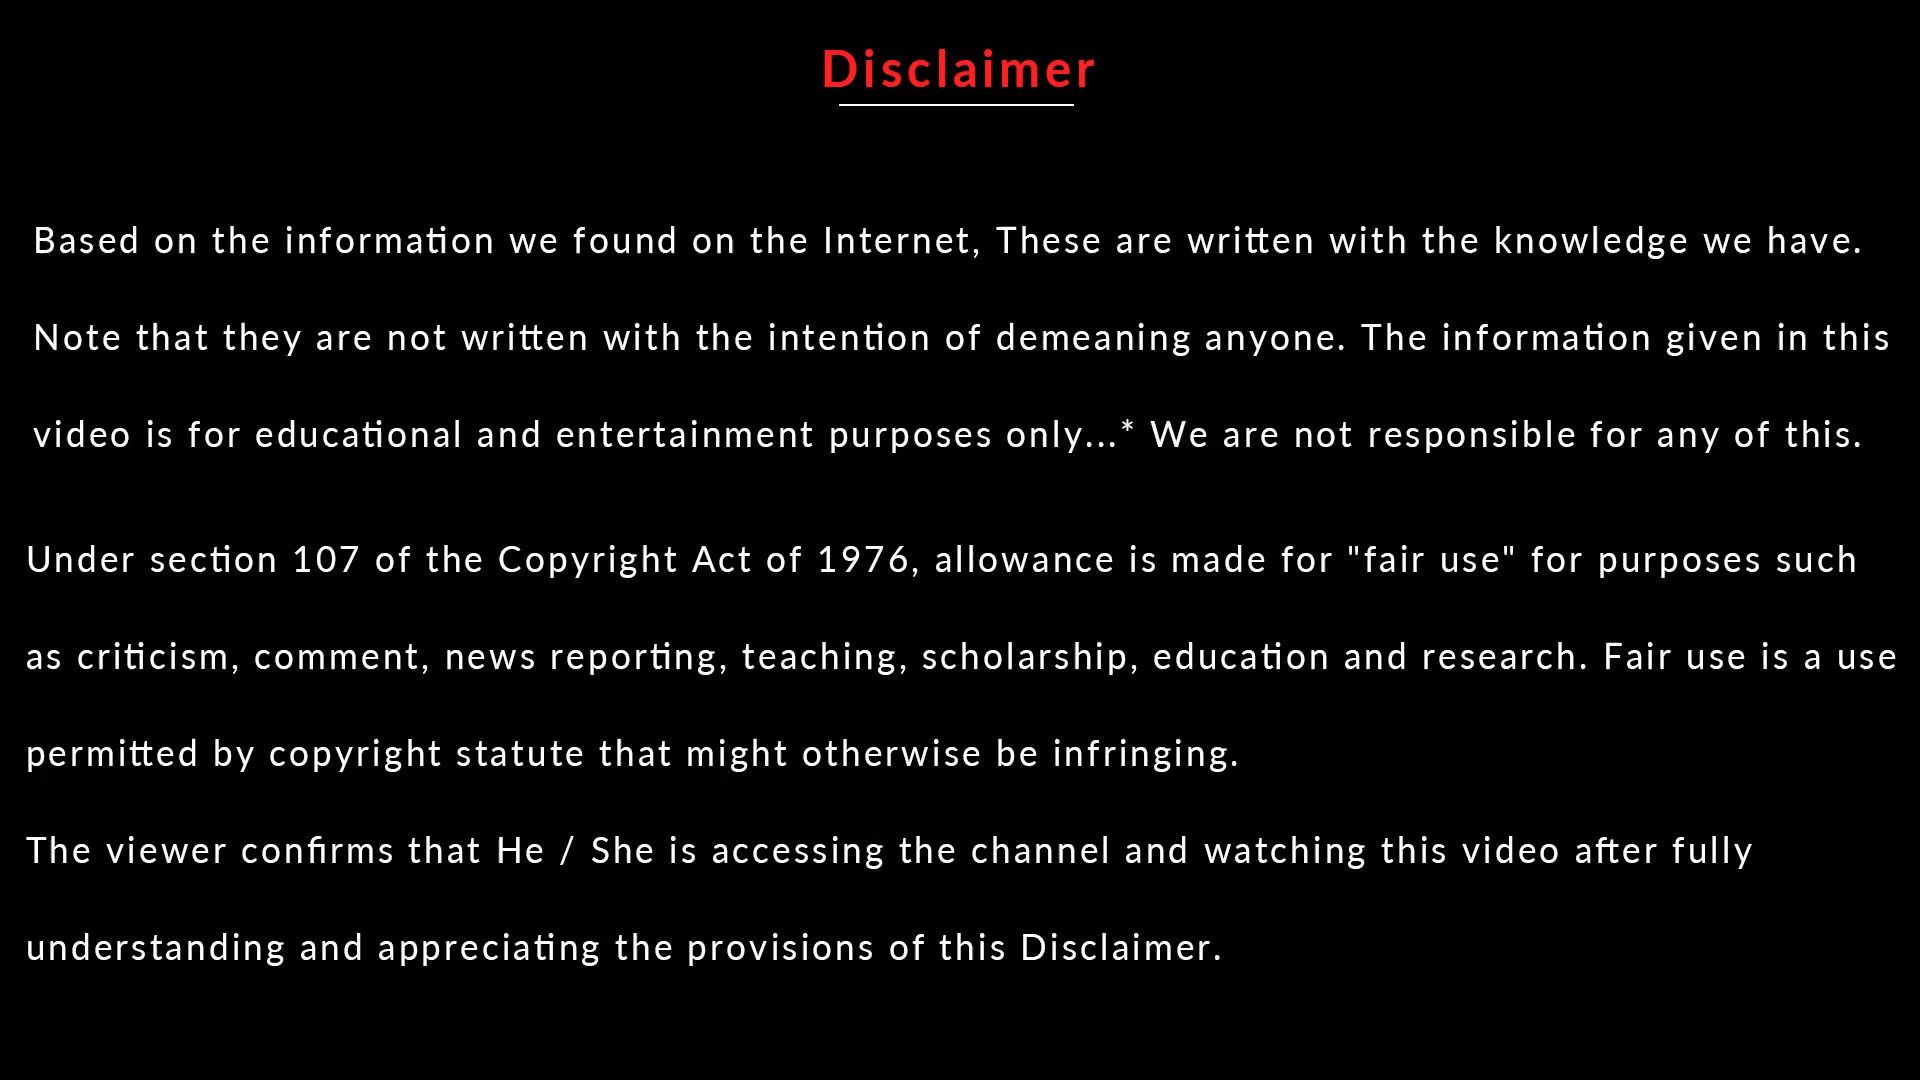 Disclaimer
Based on the information we found on the Internet, These are written with the knowledge we have.
Note that they are not written with the intention of demeaning anyone. The information given in this
video is for educational and entertainment purposes only...* We are not responsible for any of this.
Under section 107 of the Copyright Act of 1976, allowance is made for "fair use" for purposes such
as criticism, comment, news reporting, teaching, scholarship, education and research. Fair use is a use
permitted by copyright statute that might otherwise be infringing.
The viewer confirms that He / She is accessing the channel and watching this video after fully
understanding and appreciating the provisions of this Disclaimer.